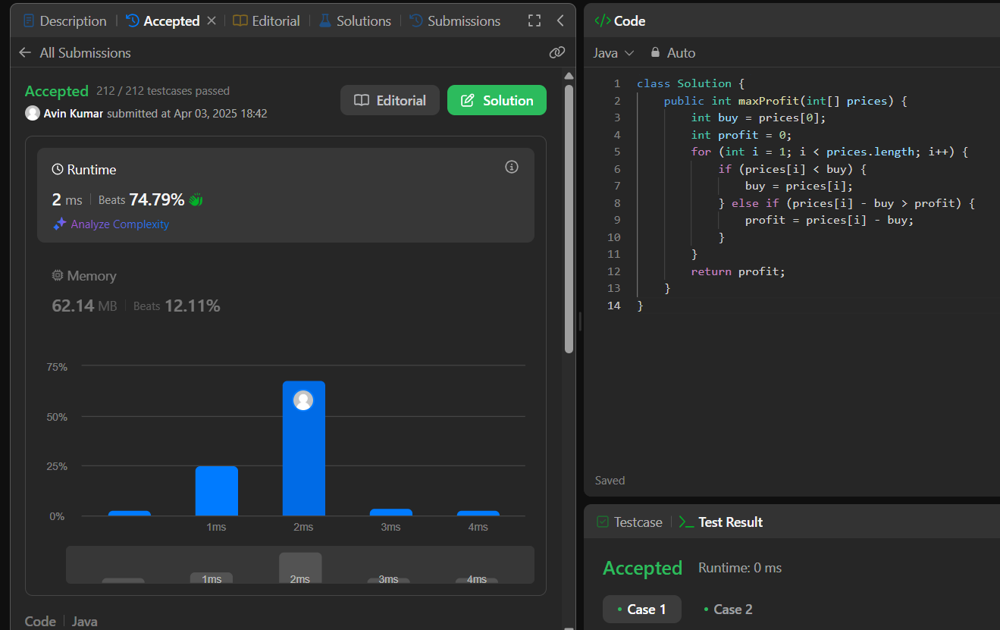 Description | Accepted × | Editorial | Solutions | Submissions
All Submissions
Accepted 212 / 212 testcases passed
Avin Kumar submitted at Apr 03, 2025 18:42
Editorial
Solution
Runtime
2 ms | Beats 74.79%
Analyze Complexity
Memory
62.14 MB | Beats 12.11%
75%
50%
25%
0%
1ms 2ms 3ms 4ms
1ms 2ms 3ms 4ms
Code | Java
</> Code
Java Auto
1 class Solution {
2     public int maxProfit(int[] prices) {
3         int buy = prices[0];
4         int profit = 0;
5         for (int i = 1; i < prices.length; i++) {
6             if (prices[i] < buy) {
7                 buy = prices[i];
8             } else if (prices[i] - buy > profit) {
9                 profit = prices[i] - buy;
10             }
11         }
12         return profit;
13     }
14 }
Saved
Testcase | >_ Test Result
Accepted Runtime: 0 ms
• Case 1 • Case 2